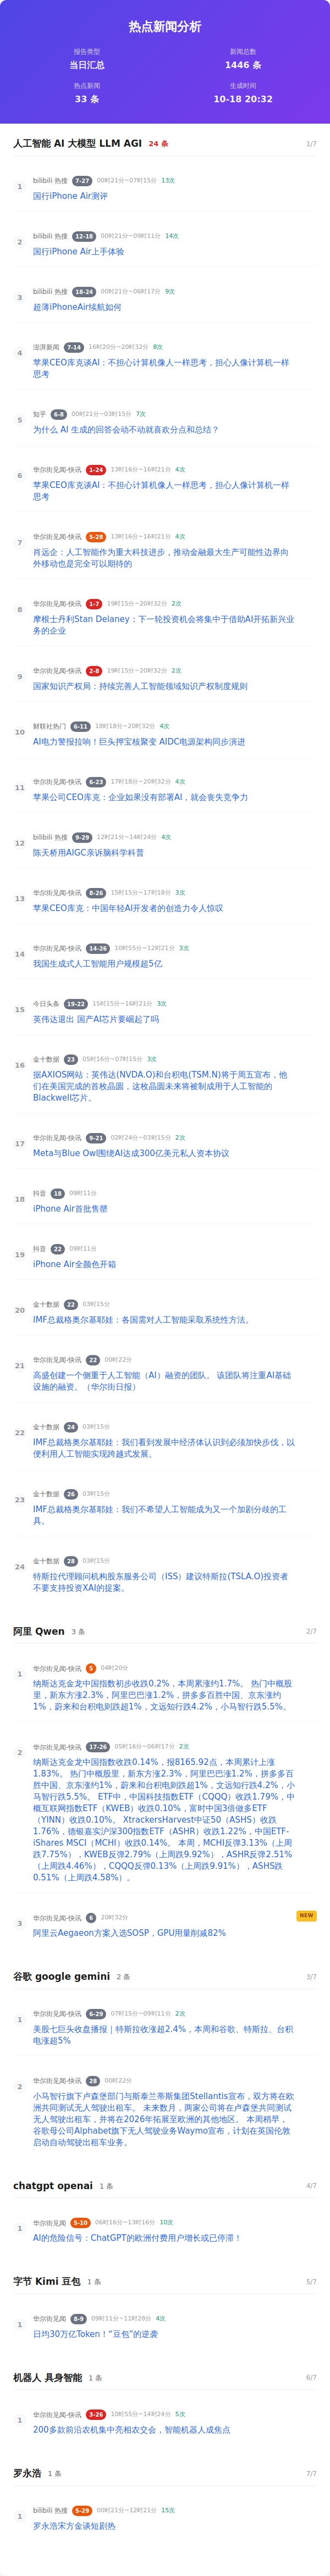 热点新闻分析
报告类型
新闻总数
当日汇总
1446 条
热点新闻
生成时间
33 条
10-18 20:32
人工智能 AI 大模型 LLM AGI 24 条 1/7
1
bilibili 热搜 7-27 00时21分~07时15分 13次
国行iPhone Air测评
2
bilibili 热搜 12-18 00时21分~09时11分 14次
国行iPhone Air上手体验
3
bilibili 热搜 18-24 00时21分~06时17分 9次
超薄iPhoneAir续航如何
4
澎湃新闻 7-14 16时20分~20时32分 8次
苹果CEO库克谈AI：不担心计算机像人一样思考，担心人像计算机一样
思考
5
知乎 6-8 00时21分~03时15分 7次
为什么 AI 生成的回答会动不动就喜欢分点和总结？
6
华尔街见闻-快讯 1-24 13时16分~16时21分 4次
苹果CEO库克谈AI：不担心计算机像人一样思考，担心人像计算机一样
思考
7
华尔街见闻-快讯 5-28 13时16分~16时21分 4次
肖远企：人工智能作为重大科技进步，推动金融最大生产可能性边界向
外移动也是完全可以期待的
8
华尔街见闻-快讯 1-7 19时15分~20时32分 2次
摩根士丹利Stan Delaney：下一轮投资机会将集中于借助AI开拓新兴业
务的企业
9
华尔街见闻-快讯 2-8 19时15分~20时32分 2次
国家知识产权局：持续完善人工智能领域知识产权制度规则
10
财联社热门 6-11 18时18分~20时32分 4次
AI电力警报拉响！巨头押宝核聚变 AIDC电源架构同步演进
11
华尔街见闻-快讯 6-23 17时18分~20时32分 4次
苹果公司CEO库克：企业如果没有部署AI，就会丧失竞争力
12
bilibili 热搜 9-29 12时21分~14时24分 4次
陈天桥用AIGC亲诉脑科学科普
13
华尔街见闻-快讯 8-26 15时15分~17时18分 3次
苹果CEO库克：中国年轻AI开发者的创造力令人惊叹
14
华尔街见闻-快讯 14-26 10时55分~12时21分 3次
我国生成式人工智能用户规模超5亿
15
今日头条 19-22 15时15分~16时21分 3次
英伟达退出 国产AI芯片要崛起了吗
16
金十数据 23 05时16分~07时15分 3次
据AXIOS网站：英伟达(NVDA.O)和台积电(TSM.N)将于周五宣布，他
们在美国完成的首枚晶圆，这枚晶圆未来将被制成用于人工智能的
Blackwell芯片。
17
华尔街见闻-快讯 9-21 02时24分~03时15分 2次
Meta与Blue Owl围绕AI达成300亿美元私人资本协议
18
抖音 18 09时11分
iPhone Air首批售罄
19
抖音 22 09时11分
iPhone Air全颜色开箱
20
金十数据 22 03时15分
IMF总裁格奥尔基耶娃：各国需对人工智能采取系统性方法。
21
华尔街见闻-快讯 22 00时22分
高盛创建一个侧重于人工智能（AI）融资的团队。 该团队将注重AI基础
设施的融资。（华尔街日报）
22
金十数据 24 03时15分
IMF总裁格奥尔基耶娃：我们看到发展中经济体认识到必须加快步伐，以
便利用人工智能实现跨越式发展。
23
金十数据 26 03时15分
IMF总裁格奥尔基耶娃：我们不希望人工智能成为又一个加剧分歧的工
具。
24
金十数据 28 03时15分
特斯拉代理顾问机构股东服务公司（ISS）建议特斯拉(TSLA.O)投资者
不要支持投资XAI的提案。
阿里 Qwen 3 条 2/7
1
华尔街见闻-快讯 5 04时20分
纳斯达克金龙中国指数初步收跌0.2%，本周累涨约1.7%。 热门中概股
里，新东方涨2.3%，阿里巴巴涨1.2%，拼多多百胜中国、京东涨约
1%，蔚来和台积电则跌超1%，文远知行跌4.2%，小马智行跌5.5%。
2
华尔街见闻-快讯 17-26 05时16分~06时17分 2次
纳斯达克金龙中国指数收跌0.14%，报8165.92点，本周累计上涨
1.83%。 热门中概股里，新东方涨2.3%，阿里巴巴涨1.2%，拼多多百
胜中国、京东涨约1%，蔚来和台积电则跌超1%，文远知行跌4.2%，小
马智行跌5.5%。 ETF中，中国科技指数ETF（CQQQ）收跌1.79%，中
概互联网指数ETF（KWEB）收跌0.10%，富时中国3倍做多ETF
（YINN）收跌0.10%。 XtrackersHarvest中证50（ASHS）收跌
1.76%，德银嘉实沪深300指数ETF（ASHR）收跌1.22%，中国ETF-
iShares MSCI（MCHI）收跌0.14%。 本周，MCHI反弹3.13%（上周
跌7.75%），KWEB反弹2.79%（上周跌9.92%），ASHR反弹2.51%
（上周跌4.46%），CQQQ反弹0.13%（上周跌9.91%），ASHS跌
0.51%（上周跌4.58%）。
3
华尔街见闻-快讯 6 20时32分 NEW
阿里云Aegaeon方案入选SOSP，GPU用量削减82%
谷歌 google gemini 2 条 3/7
1
华尔街见闻-快讯 6-29 07时15分~09时11分 2次
美股七巨头收盘播报｜特斯拉收涨超2.4%，本周和谷歌、特斯拉、台积
电涨超5%
2
华尔街见闻-快讯 28 00时22分
小马智行旗下卢森堡部门与斯泰兰蒂斯集团Stellantis宣布，双方将在欧
洲共同测试无人驾驶出租车。 未来数月，两家公司将在卢森堡共同测试
无人驾驶出租车，并将在2026年拓展至欧洲的其他地区。 本周稍早，
谷歌母公司Alphabet旗下无人驾驶业务Waymo宣布，计划在英国伦敦
启动自动驾驶出租车业务。
chatgpt openai 1 条 4/7
1
华尔街见闻 5-10 06时16分~13时16分 10次
AI的危险信号：ChatGPT的欧洲付费用户增长或已停滞！
字节 Kimi 豆包 1 条 5/7
1
华尔街见闻 8-9 09时11分~11时28分 4次
日均30万亿Token！“豆包”的逆袭
机器人 具身智能 1 条 6/7
1
华尔街见闻-快讯 3-26 10时55分~14时24分 5次
200多款前沿农机集中亮相农交会，智能机器人成焦点
罗永浩 1 条 7/7
1
bilibili 热搜 5-29 00时21分~12时21分 15次
罗永浩宋方金谈短剧热